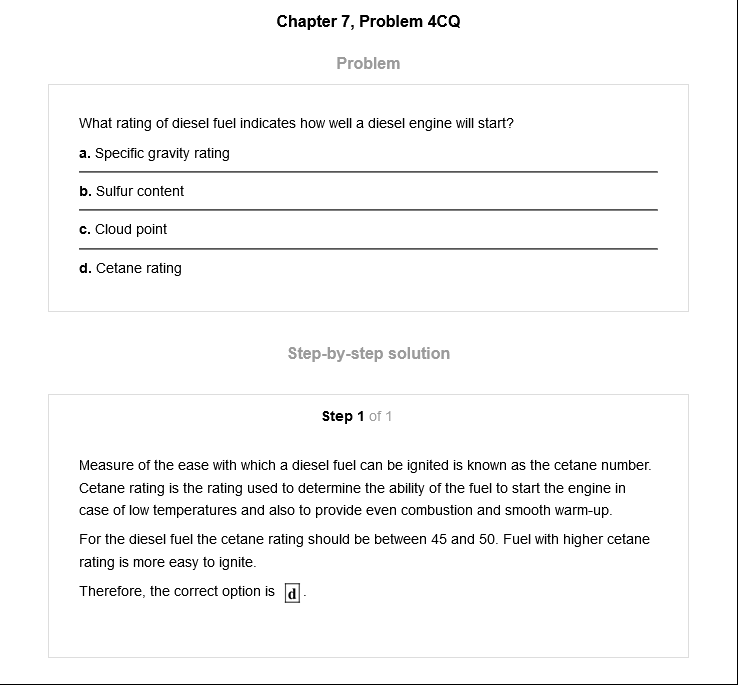 Chapter 7, Problem 4CQ
Problem
What rating of diesel fuel indicates how well a diesel engine will start?
a. Specific gravity rating
b. Sulfur content
c. Cloud point
d. Cetane rating
Step-by-step solution
Step 1 of 1
Measure of the ease with which a diesel fuel can be ignited is known as the cetane number.
Cetane rating is the rating used to determine the ability of the fuel to start the engine in
case of low temperatures and also to provide even combustion and smooth warm-up.
For the diesel fuel the cetane rating should be between 45 and 50. Fuel with higher cetane
rating is more easy to ignite.
Therefore, the correct option is d.